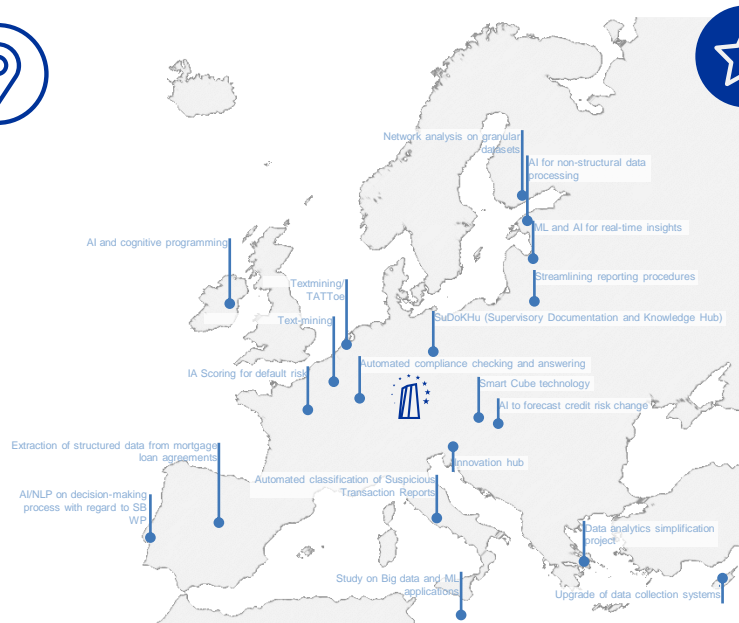 Network analysis on granular
datasets
AI for non-structural data
processing
ML and AI for real-time insights
AI and cognitive programming
Streamlining reporting procedures
Textmining/
TATToe
Text-mining
SuDoKHu (Supervisory Documentation and Knowledge Hub)
Automated compliance checking and answering
IA Scoring for default risk
Smart Cube technology
AI to forecast credit risk change
Extraction of structured data from mortgage
loan agreements
Innovation hub
Automated classification of Suspicious
Transaction Reports
AI/NLP on decision-making
process with regard to SB
WP
Data analytics simplification
project
Study on Big data and ML
applications
Upgrade of data collection systems